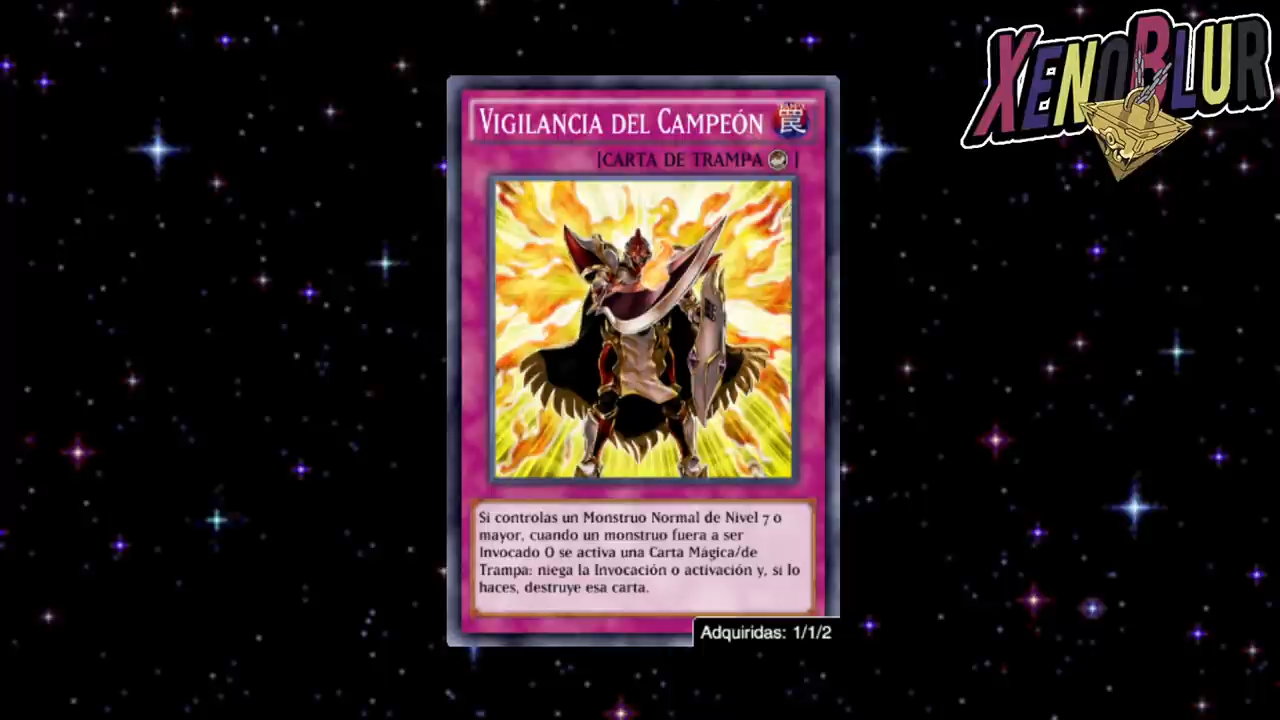 XENOBLUR
VIGILANCIA DEL CAMPEÓN
[CARTA DE TRAMPA ]
Si controlas un Monstruo Normal de Nivel 7 o
mayor, cuando un monstruo fuera a ser
Invocado O se activa una Carta Mágica/de
Trampa: niega la Invocación o activación y, si lo
haces, destruye esa carta.
Adquiridas: 1/1/2